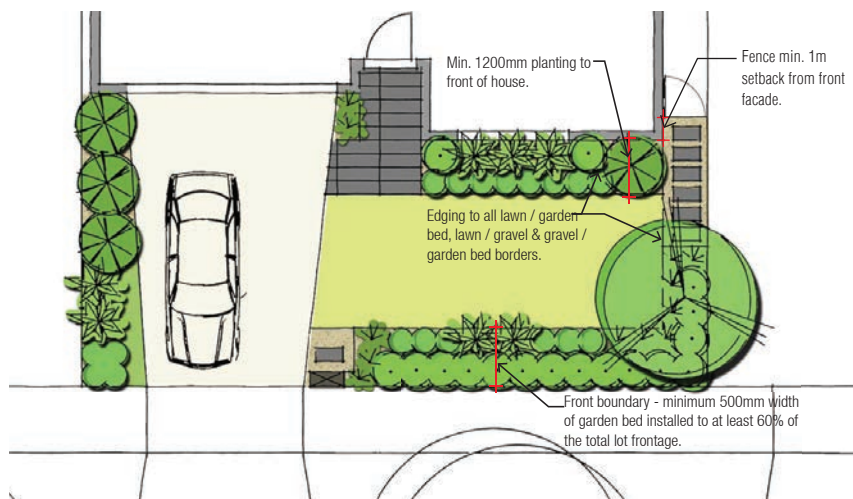 Min. 1200mm planting to
front of house.
Fence min. 1m
setback from front
facade.
Edging to all lawn / garden
bed, lawn / gravel & gravel /
garden bed borders.
Front boundary - minimum 500mm width
of garden bed installed to at least 60% of
the total lot frontage.